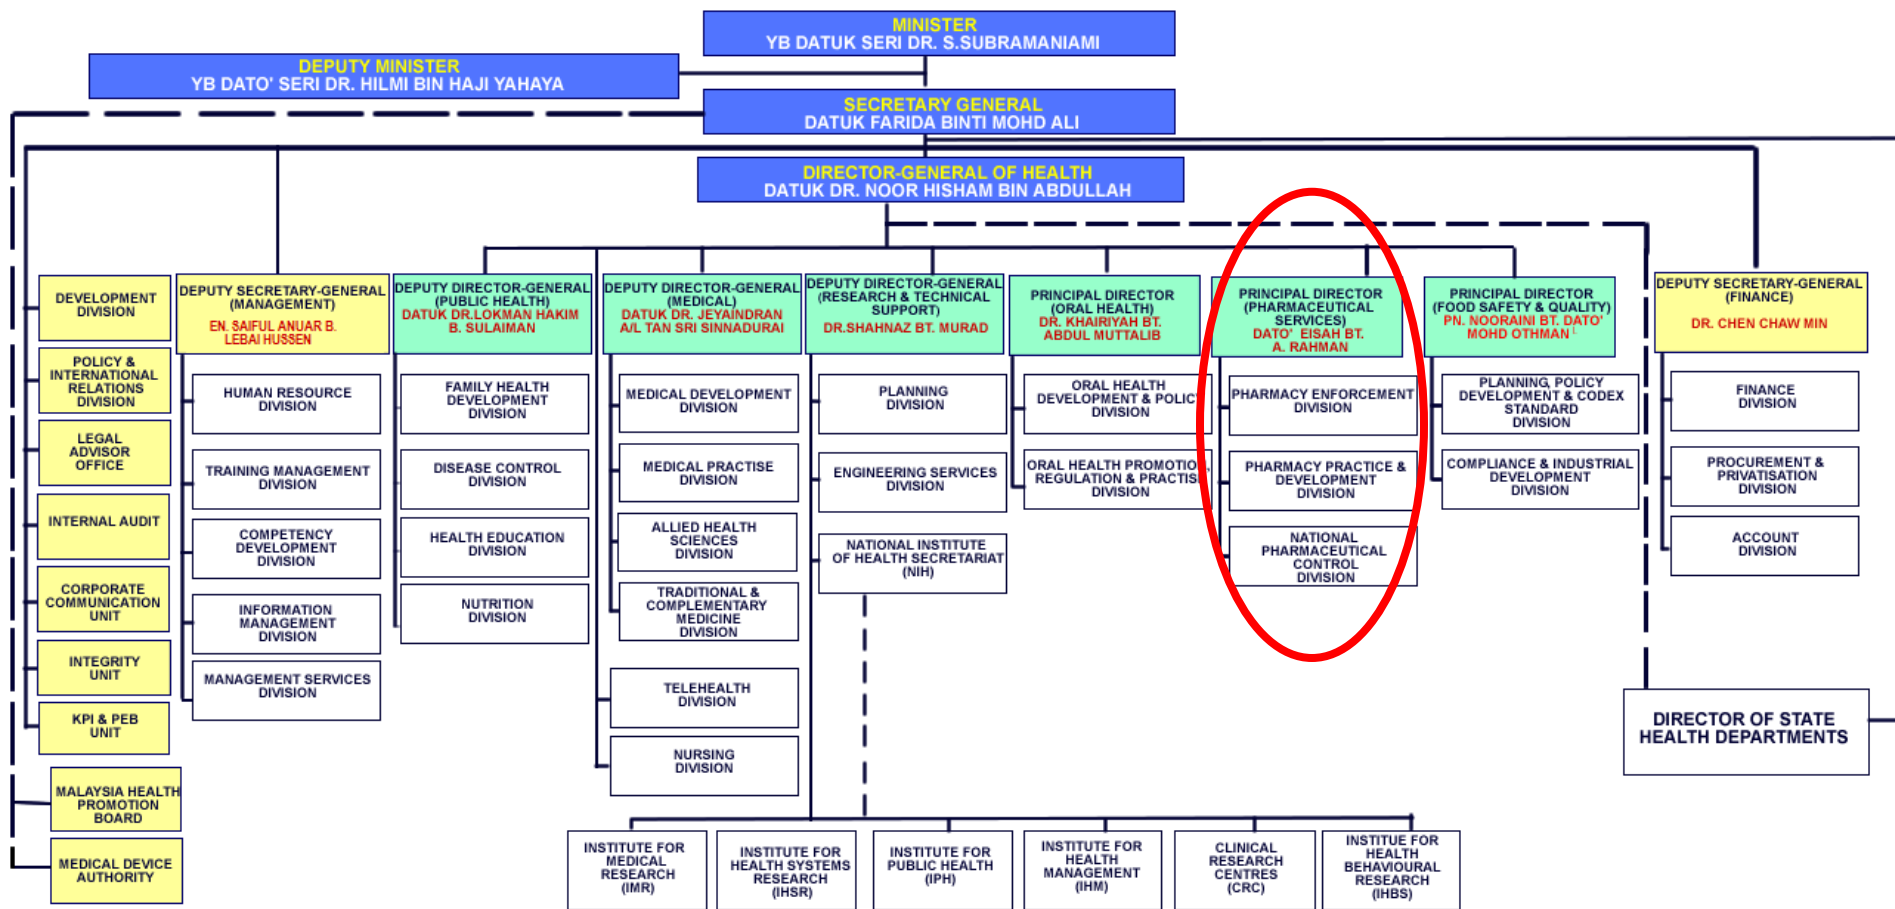 MINISTER
YB DATUK SERI DR. S.SUBRAMANIAMI
DEPUTY MINISTER
YB DATO' SERI DR. HILMI BIN HAJI YAHAYA
SECRETARY GENERAL
DATUK FARIDA BINTI MOHD ALI
DIRECTOR-GENERAL OF HEALTH
DATUK DR. NOOR HISHAM BIN ABDULLAH
DEVELOPMENT
DIVISION
POLICY &
INTERNATIONAL
RELATIONS
DIVISION
LEGAL
ADVISOR
OFFICE
INTERNAL AUDIT
CORPORATE
COMMUNICATION
UNIT
INTEGRITY
UNIT
KPI & PEB
UNIT
MALAYSIA HEALTH
PROMOTION
BOARD
MEDICAL DEVICE
AUTHORITY
DEPUTY SECRETARY-GENERAL
(MANAGEMENT)
EN. SAIFUL ANUAR B.
LEBAI HUSSEN
HUMAN RESOURCE
DIVISION
TRAINING MANAGEMENT
DIVISION
COMPETENCY
DEVELOPMENT
DIVISION
INFORMATION
MANAGEMENT
DIVISION
MANAGEMENT SERVICES
DIVISION
DEPUTY DIRECTOR-GENERAL
(PUBLIC HEALTH)
DATUK DR.LOKMAN HAKIM
B. SULAIMAN
FAMILY HEALTH
DEVELOPMENT
DIVISION
DISEASE CONTROL
DIVISION
HEALTH EDUCATION
DIVISION
NUTRITION
DIVISION
DEPUTY DIRECTOR-GENERAL
(MEDICAL)
DATUK DR. JEYAINDRAN
A/L TAN SRI SINNADURAI
MEDICAL DEVELOPMENT
DIVISION
MEDICAL PRACTISE
DIVISION
ALLIED HEALTH
SCIENCES
DIVISION
TRADITIONAL &
COMPLEMENTARY
MEDICINE
DIVISION
TELEHEALTH
DIVISION
NURSING
DIVISION
DEPUTY DIRECTOR-GENERAL
(RESEARCH & TECHNICAL
SUPPORT)
DR.SHAHNAZ BT. MURAD
PLANNING
DIVISION
ENGINEERING SERVICES
DIVISION
NATIONAL INSTITUTE
OF HEALTH SECRETARIAT
(NIH)
PRINCIPAL DIRECTOR
(ORAL HEALTH)
DR. KHAIRIYAH BT.
ABDUL MUTTALIB
ORAL HEALTH
DEVELOPMENT & POLICY
DIVISION
ORAL HEALTH PROMOTION,
REGULATION & PRACTISE
DIVISION
PRINCIPAL DIRECTOR
(PHARMACEUTICAL
SERVICES)
DATO' EISAH BT.
A. RAHMAN
PHARMACY ENFORCEMENT
DIVISION
PHARMACY PRACTICE &
DEVELOPMENT
DIVISION
NATIONAL
PHARMACEUTICAL
CONTROL
DIVISION
PRINCIPAL DIRECTOR
(FOOD SAFETY & QUALITY)
PN. NOORAINI BT. DATO'
MOHD OTHMAN
PLANNING, POLICY
DEVELOPMENT & CODEX
STANDARD
DIVISION
COMPLIANCE & INDUSTRIAL
DEVELOPMENT
DIVISION
DEPUTY SECRETARY-GENERAL
(FINANCE)
DR. CHEN CHAW MIN
FINANCE
DIVISION
PROCUREMENT &
PRIVATISATION
DIVISION
ACCOUNT
DIVISION
DIRECTOR OF STATE
HEALTH DEPARTMENTS
INSTITUTE FOR
MEDICAL
RESEARCH
(IMR)
INSTITUTE FOR
HEALTH SYSTEMS
RESEARCH
(IHSR)
INSTITUTE FOR
PUBLIC HEALTH
(IPH)
INSTITUTE FOR
HEALTH
MANAGEMENT
(IHM)
CLINICAL
RESEARCH
CENTRES
(CRC)
INSTITUE FOR
HEALTH
BEHAVIOURAL
RESEARCH
(IHBS)